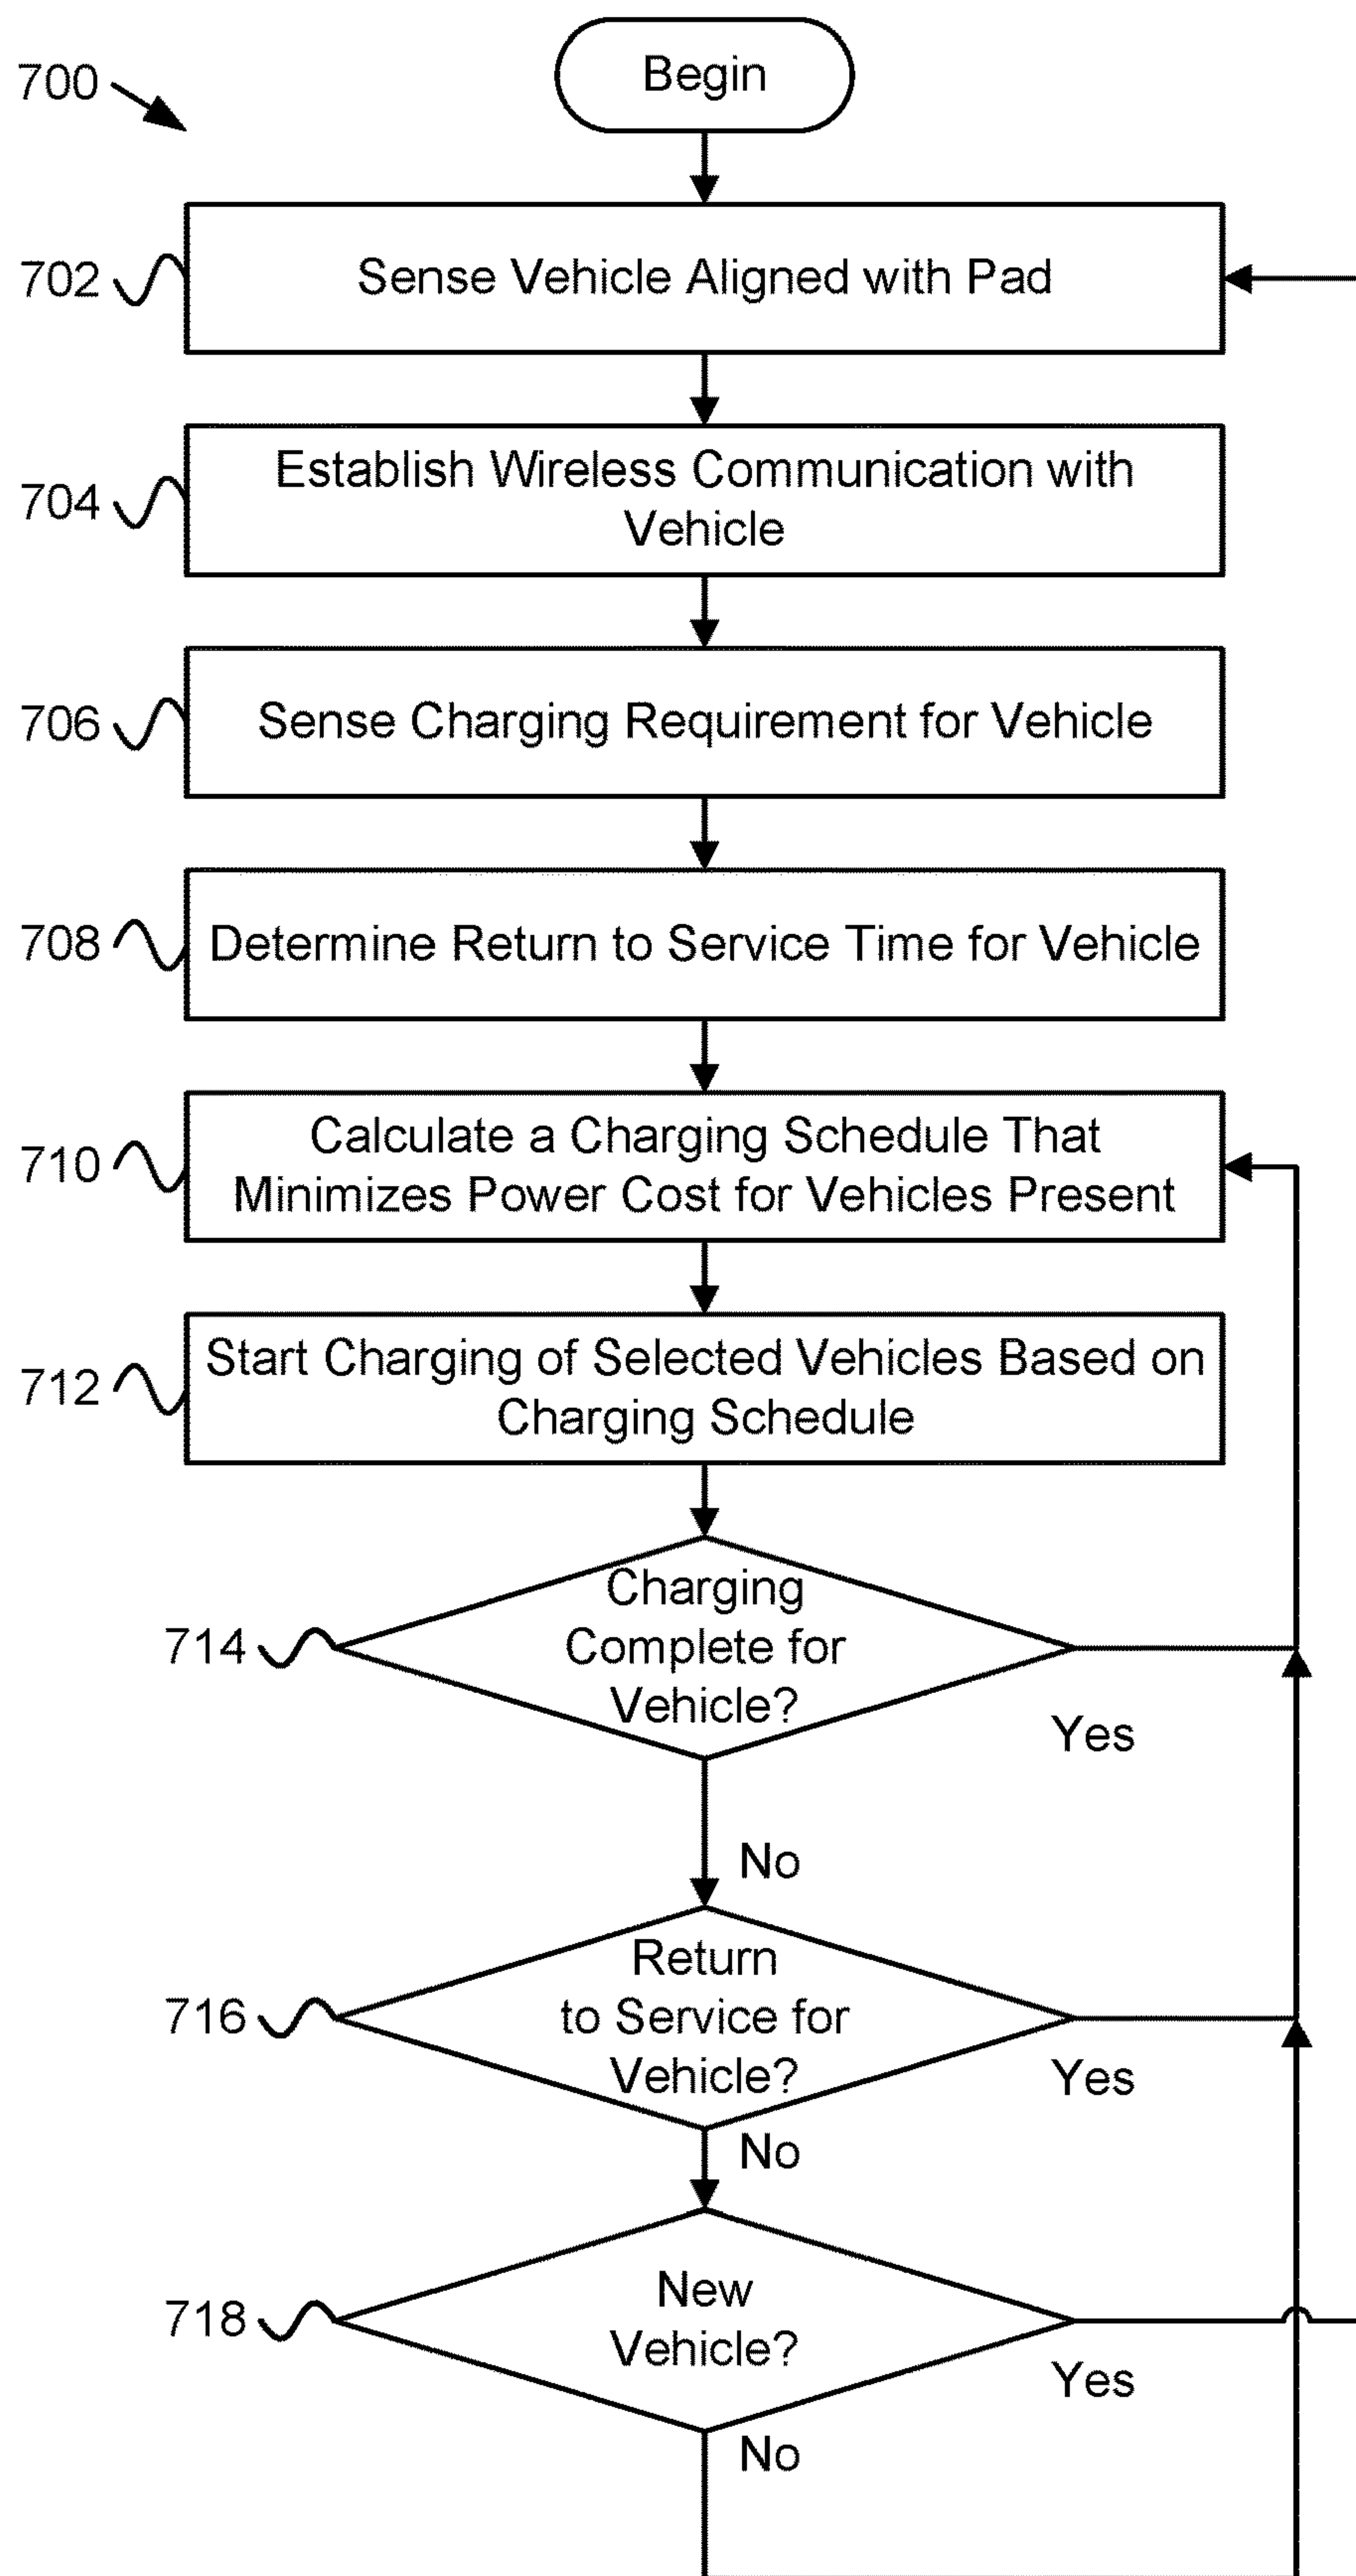 Begin
700
702
Sense Vehicle Aligned with Pad
704
Establish Wireless Communication with
Vehicle
706
Sense Charging Requirement for Vehicle
708
Determine Return to Service Time for Vehicle
710
Calculate a Charging Schedule That
Minimizes Power Cost for Vehicles Present
712
Start Charging of Selected Vehicles Based on
Charging Schedule
714
Charging
Complete for
Vehicle?
Yes
No
716
Return
to Service for
Vehicle?
Yes
No
718
New
Vehicle?
Yes
No